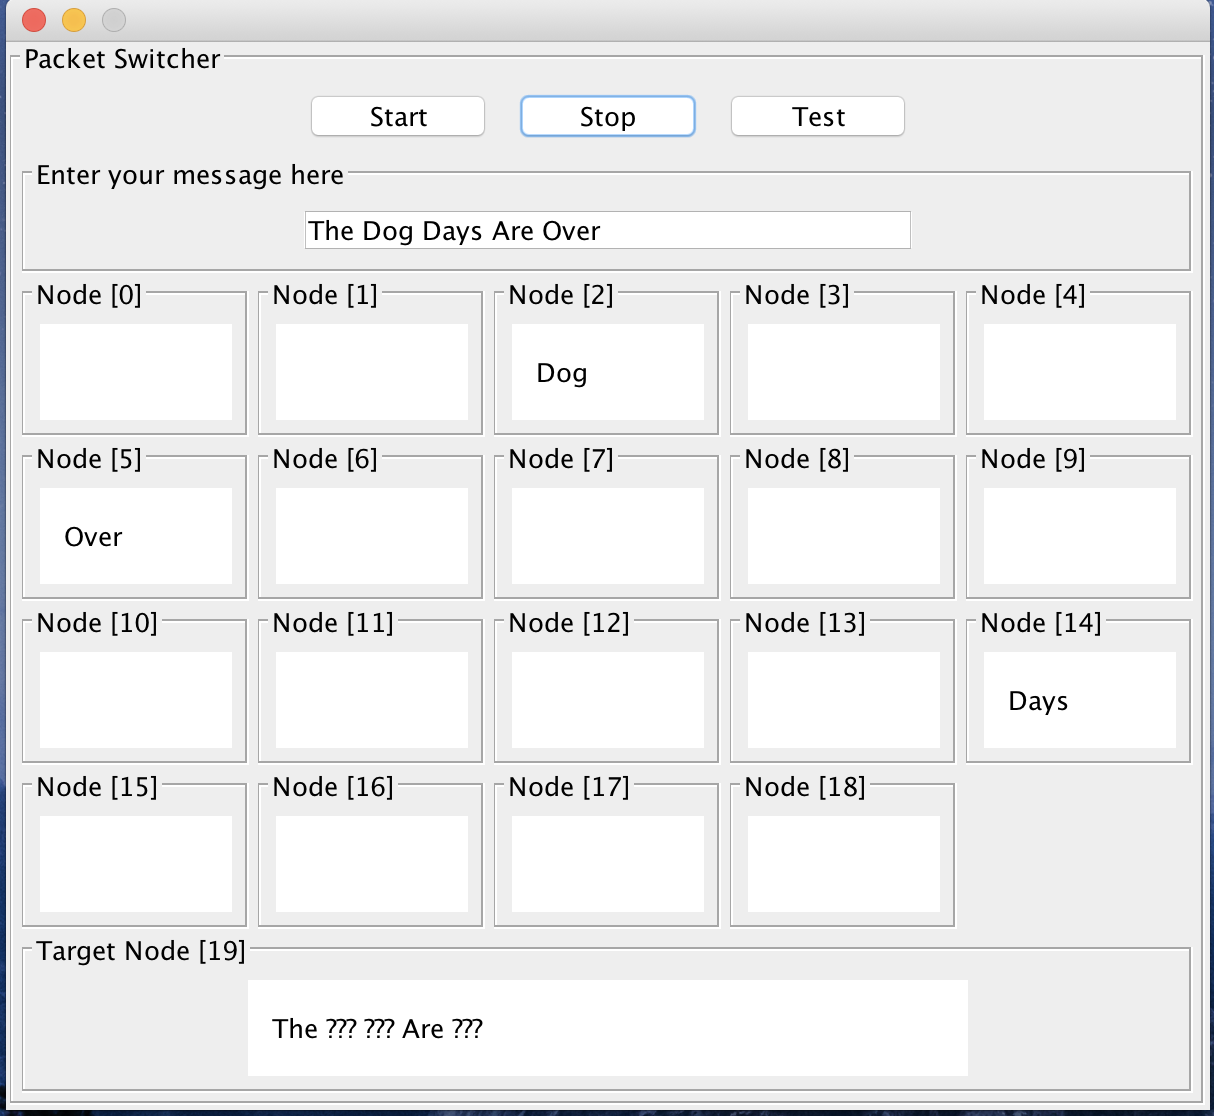 Packet Switcher
Start Stop Test
Enter your message here
The Dog Days Are Over
Node [0] Node [1] Node [2] Node [3] Node [4]
Dog
Node [5] Node [6] Node [7] Node [8] Node [9]
Over
Node [10] Node [11] Node [12] Node [13] Node [14]
Days
Node [15] Node [16] Node [17] Node [18]
Target Node [19]
The ??? ??? Are ???